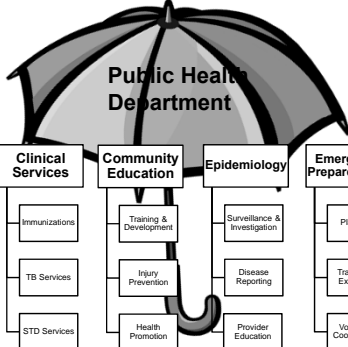 Public Health
Department
Clinical
Services
Community
Education
Epidemiology
Immunizations
Training &
Development
Surveillance &
Investigation
TB Services
Injury
Prevention
Disease
Reporting
STD Services
Health
Promotion
Provider
Education